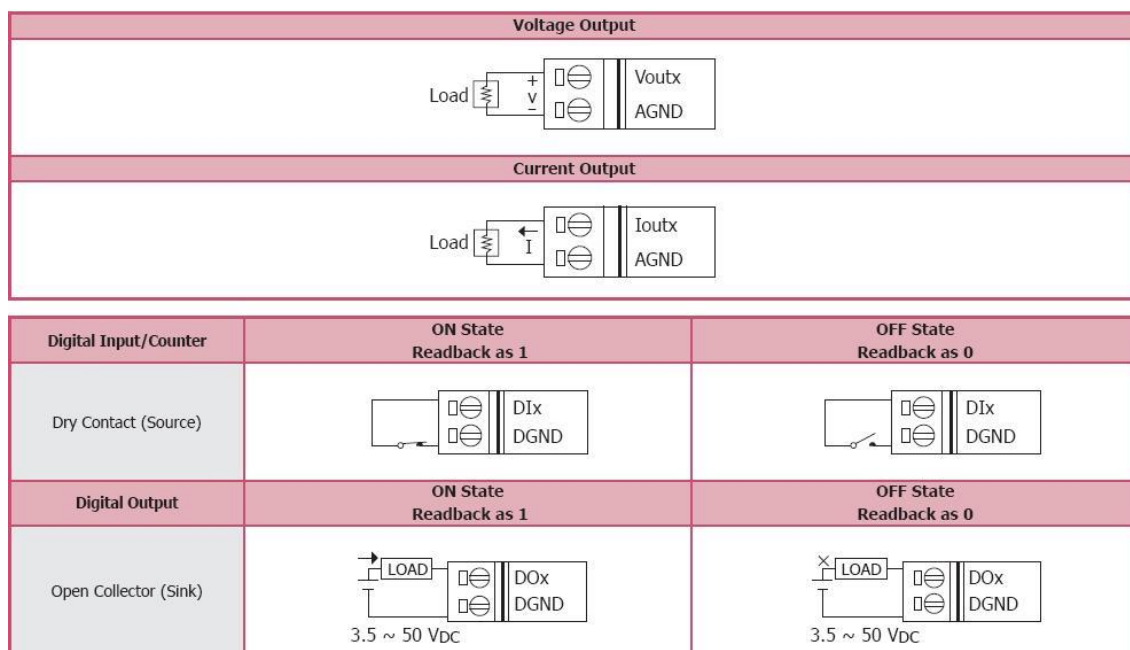 Voltage Output
Load
+
V
-
Voutx
AGND
Current Output
Load
I
Ioutx
AGND
Digital Input/Counter
ON State
Readback as 1
OFF State
Readback as 0
Dry Contact (Source)
DIx
DGND
DIx
DGND
Digital Output
ON State
Readback as 1
OFF State
Readback as 0
Open Collector (Sink)
LOAD
DOx
DGND
3.5 ~ 50 VDC
LOAD
DOx
DGND
3.5 ~ 50 VDC